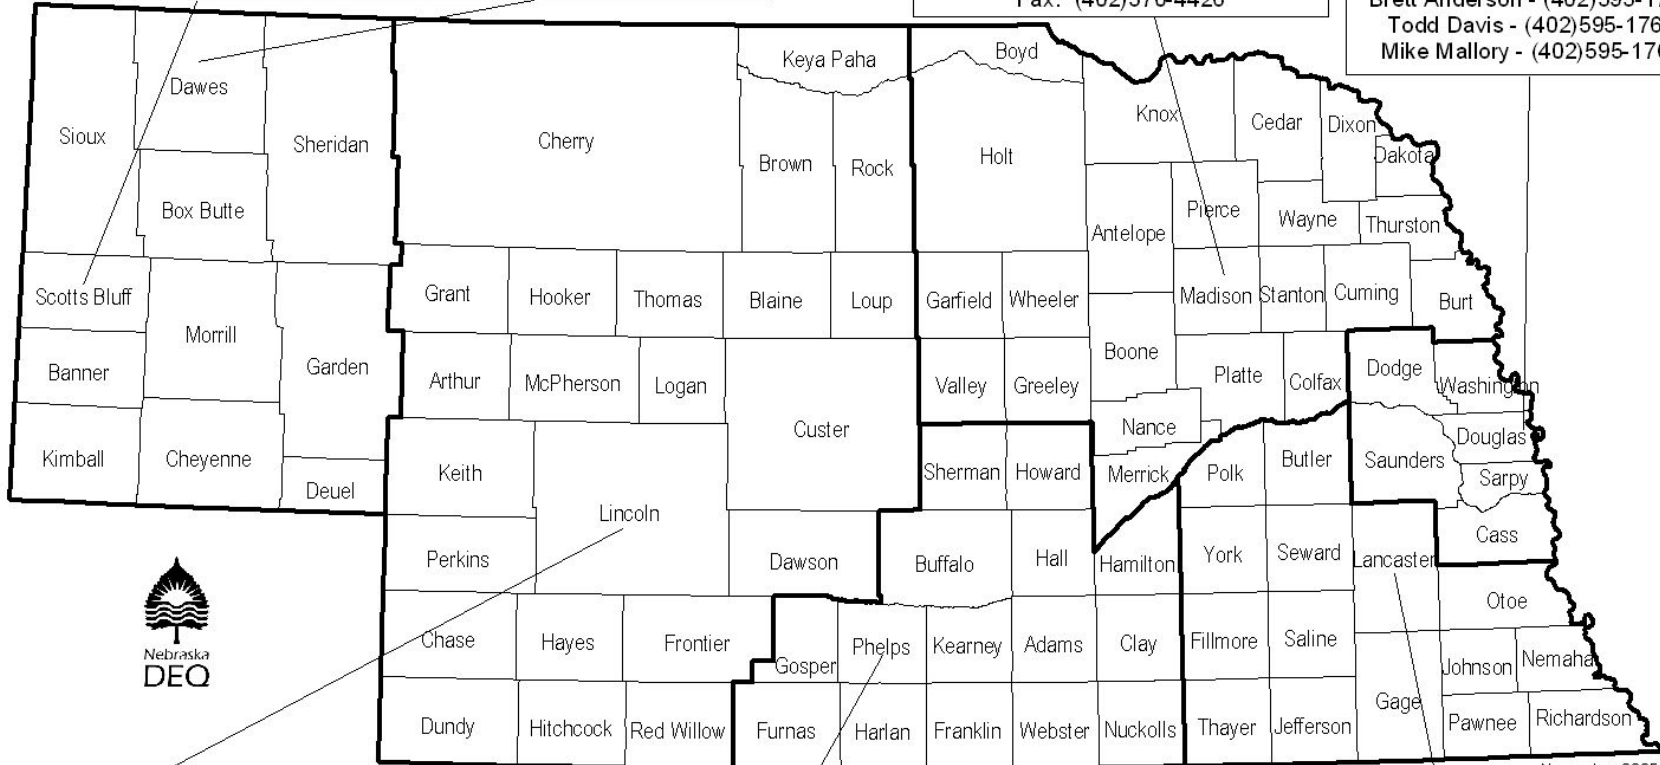 Fax: (402)370-4426
Todd Davis - (402)595-176
Mike Mallory - (402)595-176
Keya Paha
Boyd
Dawes
Knox
Cedar
Dixon
Sioux
Sheridan
Cherry
Brown
Rock
Holt
Dakota
Box Butte
Pierce
Wayne
Thurston
Antelope
Scotts Bluff
Grant
Hooker
Thomas
Blaine
Loup
Garfield
Wheeler
Madison
Stanton
Cuming
Burt
Morrill
Boone
Banner
Garden
Arthur
McPherson
Logan
Valley
Greeley
Platte
Colfax
Dodge
Washington
Custer
Nance
Douglas
Kimball
Cheyenne
Keith
Sherman
Howard
Merrick
Polk
Butler
Saunders
Sarpy
Deuel
Lincoln
Cass
Perkins
Dawson
Buffalo
Hall
Hamilton
York
Seward
Lancaster
Otoe
Nebraska
DEQ
Chase
Hayes
Frontier
Gosper
Phelps
Kearney
Adams
Clay
Fillmore
Saline
Johnson
Nemaha
Gage
Dundy
Hitchcock
Red Willow
Furnas
Harlan
Franklin
Webster
Nuckolls
Thayer
Jefferson
Pawnee
Richardson